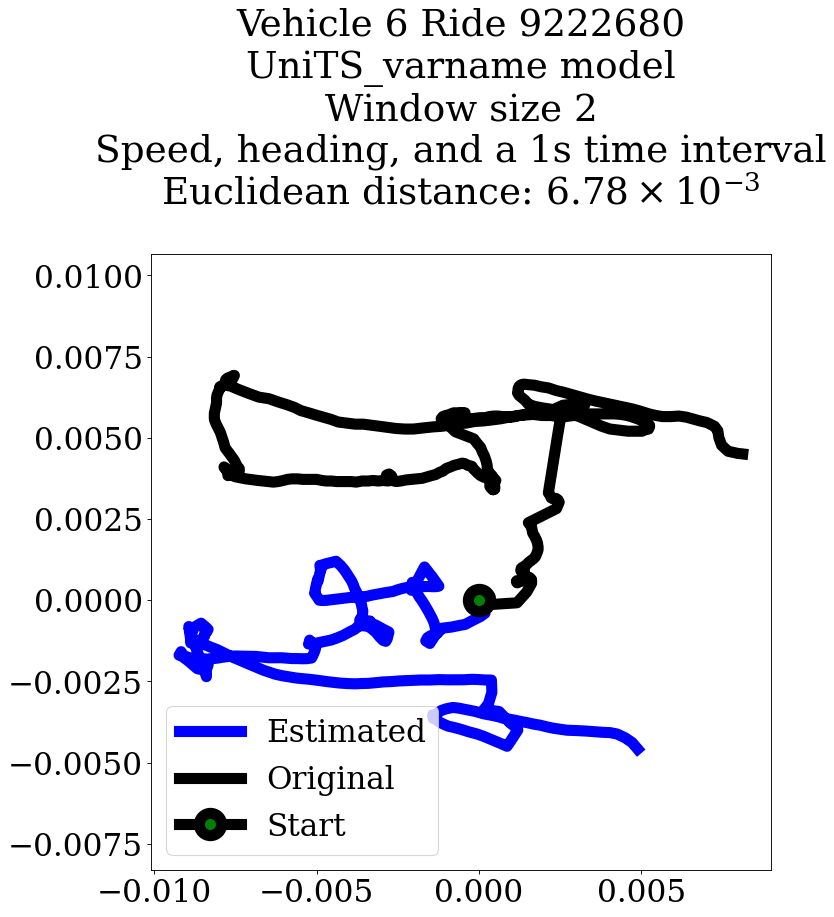 Vehicle 6 Ride 9222680
UniTS_varname model
Window size 2
Speed, heading, and a 1s time interval
Euclidean distance: 6.78 × 10⁻³
0.0100
0.0075
0.0050
0.0025
0.0000
−0.0025
−0.0050
−0.0075
Estimated
Original
Start
−0.010 −0.005 0.000 0.005